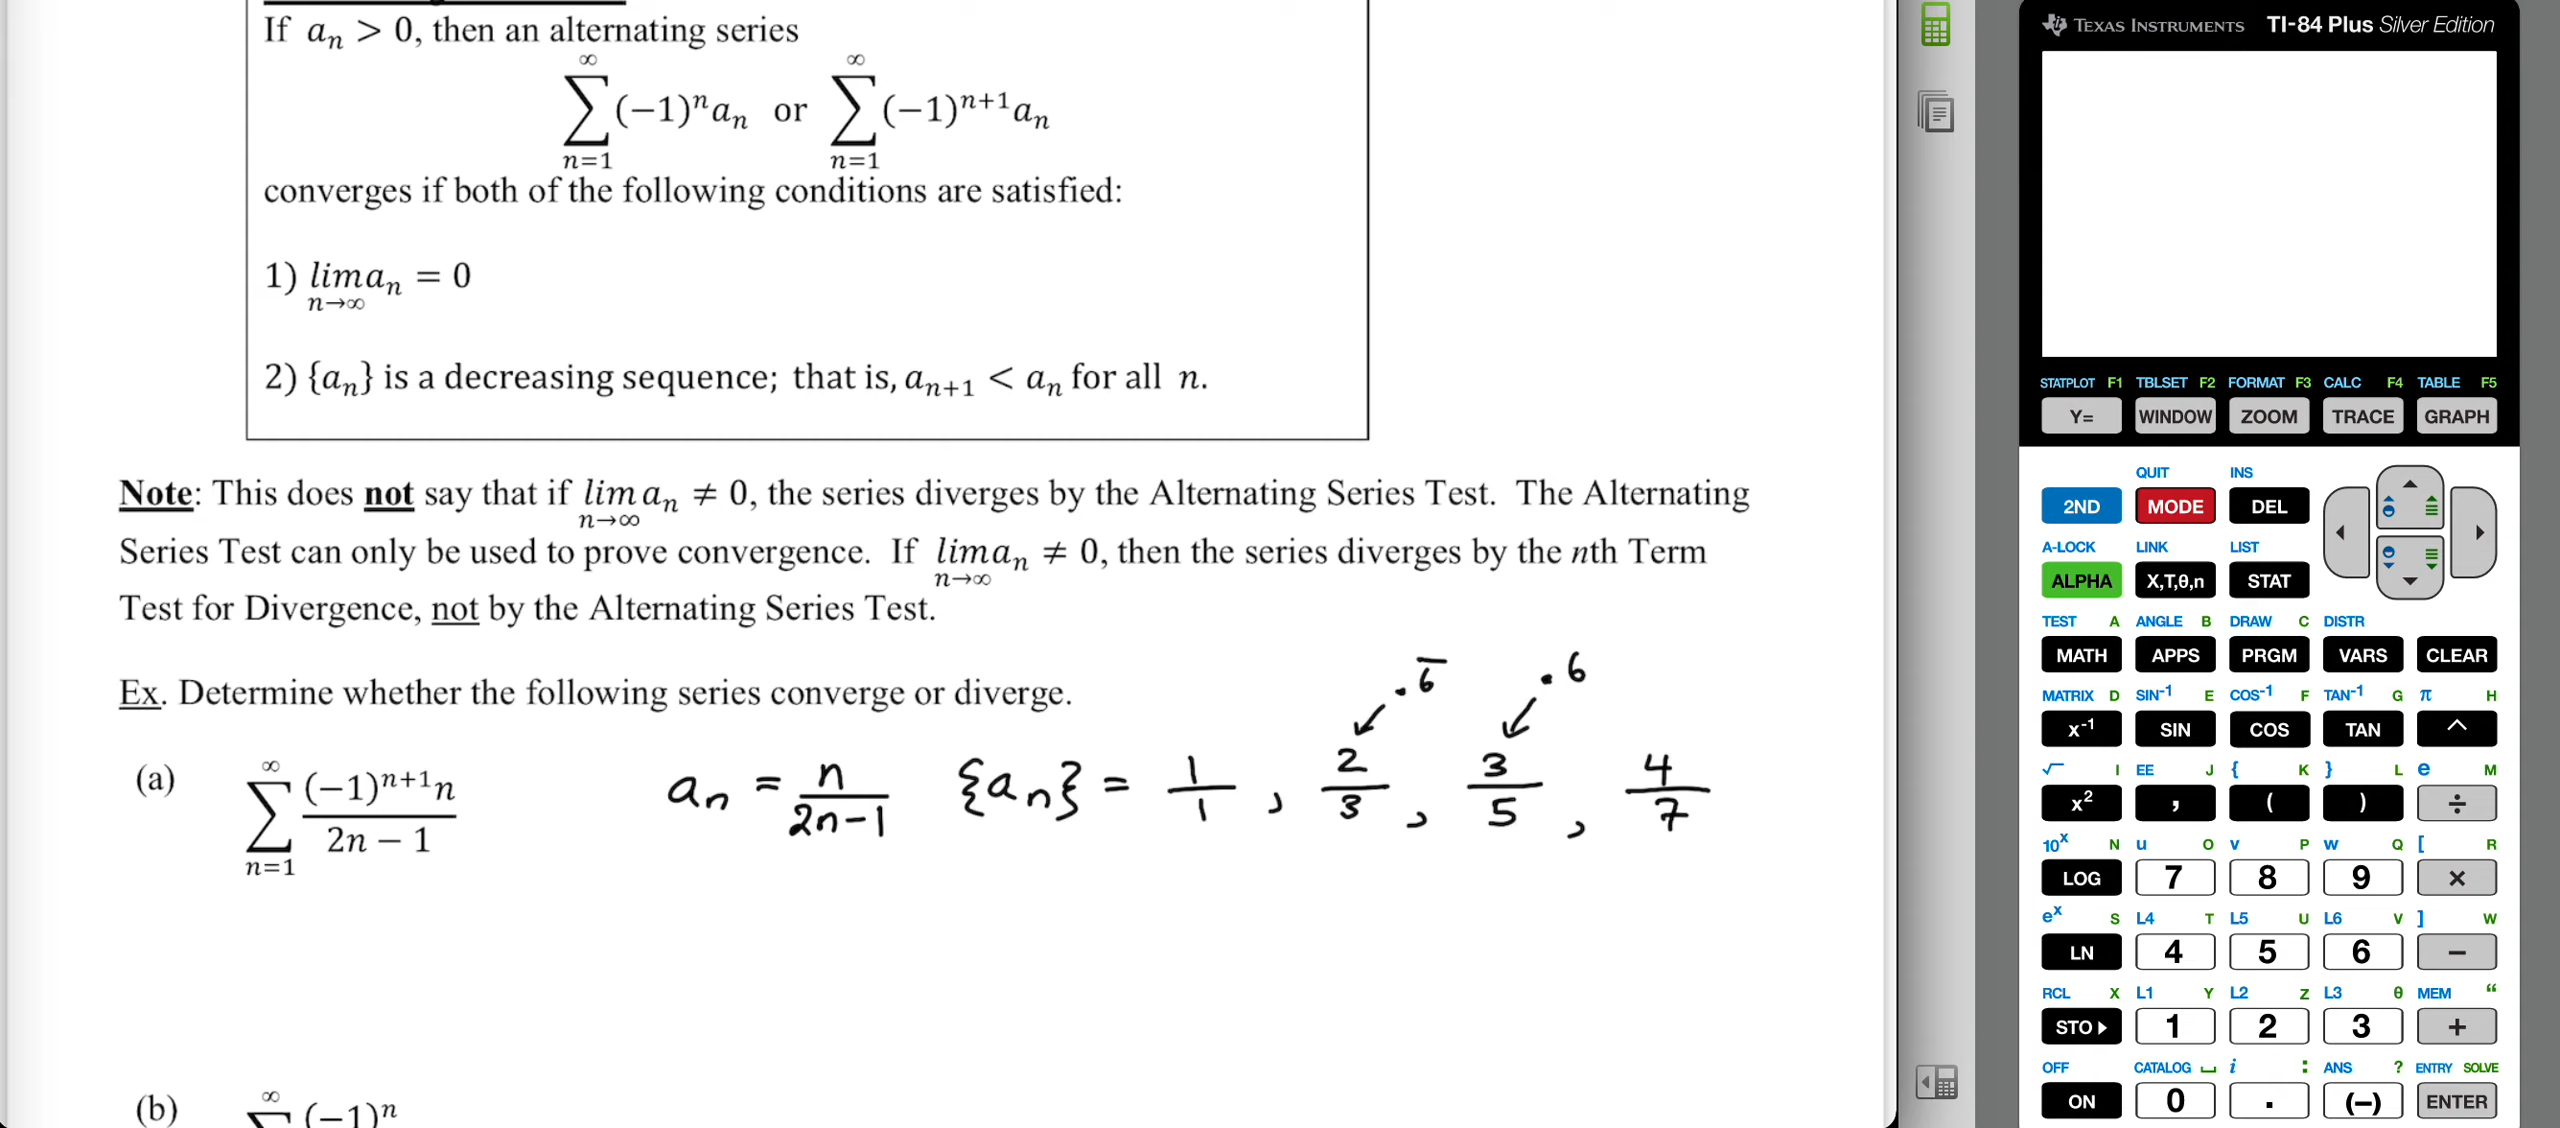 If aₙ > 0, then an alternating series
∞ ∞
∑(−1)ⁿaₙ or ∑(−1)ⁿ⁺¹aₙ
n=1 n=1
converges if both of the following conditions are satisfied:
1) lim aₙ = 0
n→∞
2) {aₙ} is a decreasing sequence; that is, aₙ₊₁ < aₙ for all n.
Note: This does not say that if lim aₙ ≠ 0, the series diverges by the Alternating Series Test. The Alternating
n→∞
Series Test can only be used to prove convergence. If lim aₙ ≠ 0, then the series diverges by the nth Term
n→∞
Test for Divergence, not by the Alternating Series Test.
.6̅ .6
Ex. Determine whether the following series converge or diverge.
(a) ∞ ∑ n=1 (−1)ⁿ⁺¹n / 2n − 1 aₙ = n / 2n−1 {aₙ} = 1/1 , 2/3 , 3/5 , 4/7
(b) ∞ ∑ (−1)ⁿ
TEXAS INSTRUMENTS TI-84 Plus Silver Edition
STATPLOT F1 TBLSET F2 FORMAT F3 CALC F4 TABLE F5
Y= WINDOW ZOOM TRACE GRAPH
QUIT INS
2ND MODE DEL
A-LOCK LINK LIST
ALPHA X,T,θ,n STAT
TEST A ANGLE B DRAW C DISTR
MATH APPS PRGM VARS CLEAR
MATRIX D SIN⁻¹ E COS⁻¹ F TAN⁻¹ G π H
x⁻¹ SIN COS TAN ^
√ I EE J { K } L e M
x² , ( ) ÷
10ˣ N u O v P w Q [ R
LOG 7 8 9 ×
eˣ S L4 T L5 U L6 V ] W
LN 4 5 6 −
RCL X L1 Y L2 Z L3 θ MEM “
STO▸ 1 2 3 +
OFF CATALOG ⎵ i : ANS ? ENTRY SOLVE
ON 0 . (−) ENTER